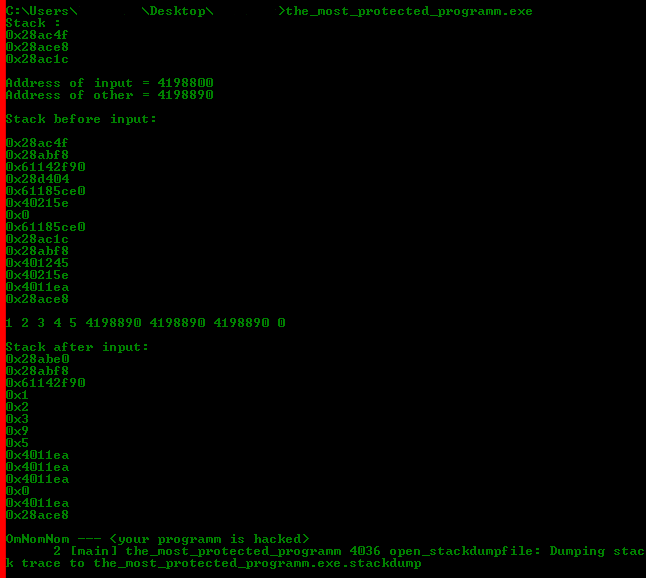 C:\Users\ \Desktop\ >the_most_protected_programm.exe
Stack :
0x28ac4f
0x28ace8
0x28ac1c
Address of input = 4198800
Address of other = 4198890
Stack before input:
0x28ac4f
0x28abf8
0x61142f90
0x28d404
0x61185ce0
0x40215e
0x0
0x61185ce0
0x28ac1c
0x28abf8
0x401245
0x40215e
0x4011ea
0x28ace8
1 2 3 4 5 4198890 4198890 4198890 0
Stack after input:
0x28abe0
0x28abf8
0x61142f90
0x1
0x2
0x3
0x9
0x5
0x4011ea
0x4011ea
0x4011ea
0x0
0x4011ea
0x28ace8
OmNomNom --- <your programm is hacked>
2 [main] the_most_protected_programm 4036 open_stackdumpfile: Dumping stac
k trace to the_most_protected_programm.exe.stackdump